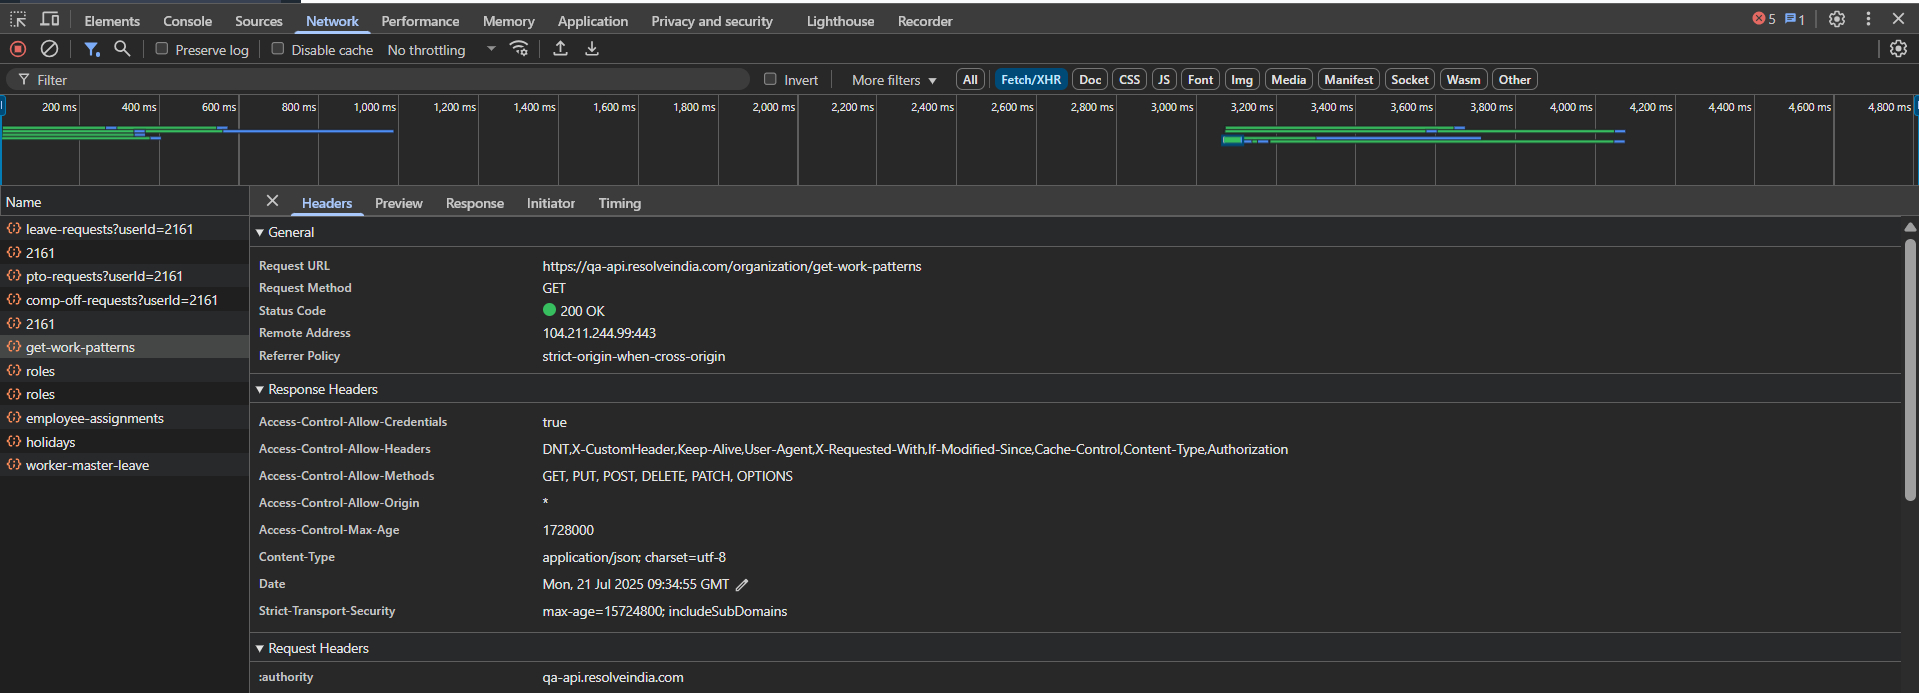 Elements Console Sources Network Performance Memory Application Privacy and security Lighthouse Recorder 5 1
Preserve log Disable cache No throttling
Filter Invert More filters All Fetch/XHR Doc CSS JS Font Img Media Manifest Socket Wasm Other
200 ms 400 ms 600 ms 800 ms 1,000 ms 1,200 ms 1,400 ms 1,600 ms 1,800 ms 2,000 ms 2,200 ms 2,400 ms 2,600 ms 2,800 ms 3,000 ms 3,200 ms 3,400 ms 3,600 ms 3,800 ms 4,000 ms 4,200 ms 4,400 ms 4,600 ms 4,800 ms
Name
leave-requests?userId=2161
2161
pto-requests?userId=2161
comp-off-requests?userId=2161
2161
get-work-patterns
roles
roles
employee-assignments
holidays
worker-master-leave
Headers Preview Response Initiator Timing
General
Request URL https://qa-api.resolveindia.com/organization/get-work-patterns
Request Method GET
Status Code 200 OK
Remote Address 104.211.244.99:443
Referrer Policy strict-origin-when-cross-origin
Response Headers
Access-Control-Allow-Credentials true
Access-Control-Allow-Headers DNT,X-CustomHeader,Keep-Alive,User-Agent,X-Requested-With,If-Modified-Since,Cache-Control,Content-Type,Authorization
Access-Control-Allow-Methods GET, PUT, POST, DELETE, PATCH, OPTIONS
Access-Control-Allow-Origin *
Access-Control-Max-Age 1728000
Content-Type application/json; charset=utf-8
Date Mon, 21 Jul 2025 09:34:55 GMT
Strict-Transport-Security max-age=15724800; includeSubDomains
Request Headers
:authority qa-api.resolveindia.com